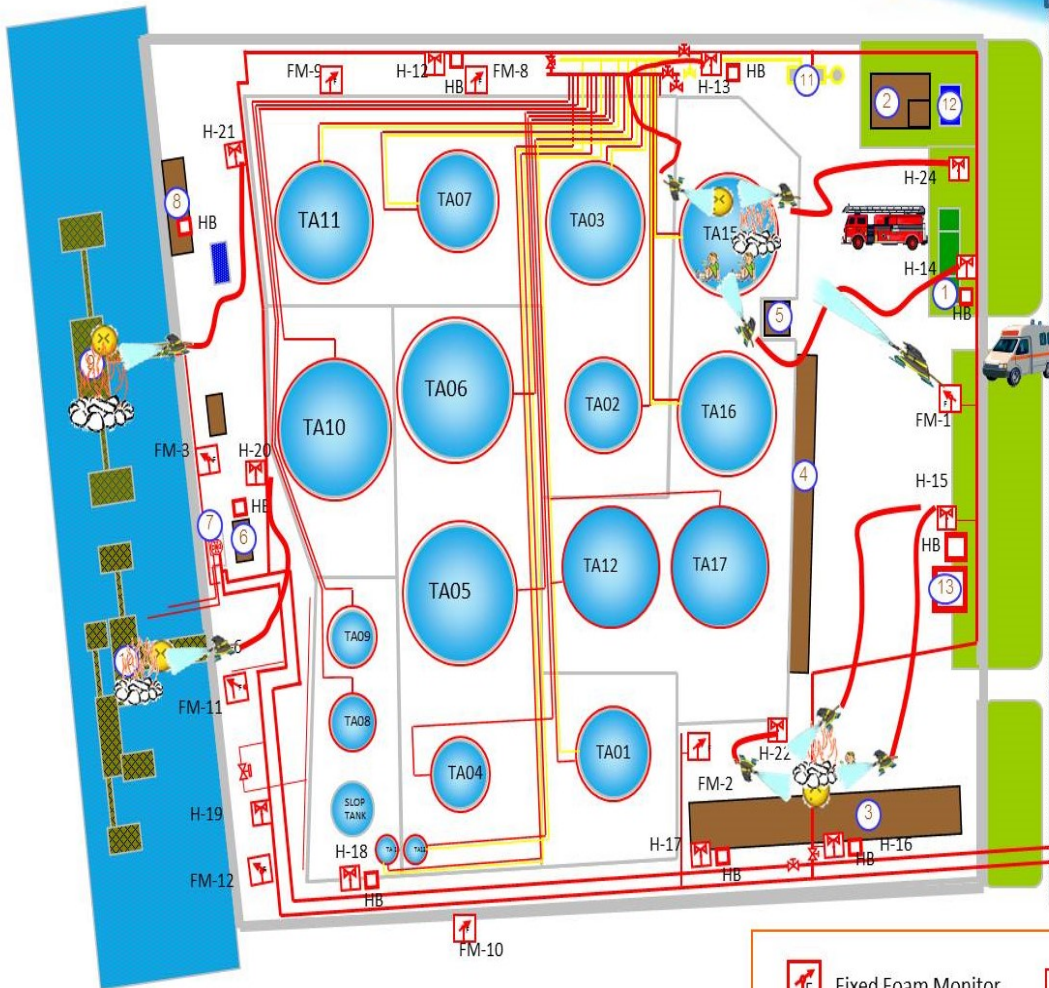 FM-9
H-12
FM-8
HB
H-13
HB
11
2
12
H-21
H-24
8
HB
TA11
TA07
TA03
TA15
H-14
1
HB
5
TA10
TA06
TA02
TA16
FM-1
FM-3
H-20
HB
7
6
4
H-15
HB
13
TA05
TA12
TA17
TA09
TA08
TA04
TA01
FM-11
H-22
FM-2
SLOP
TANK
H-19
3
H-18
H-17
H-16
HB
HB
HB
FM-12
FM-10
Fixed Foam Monitor